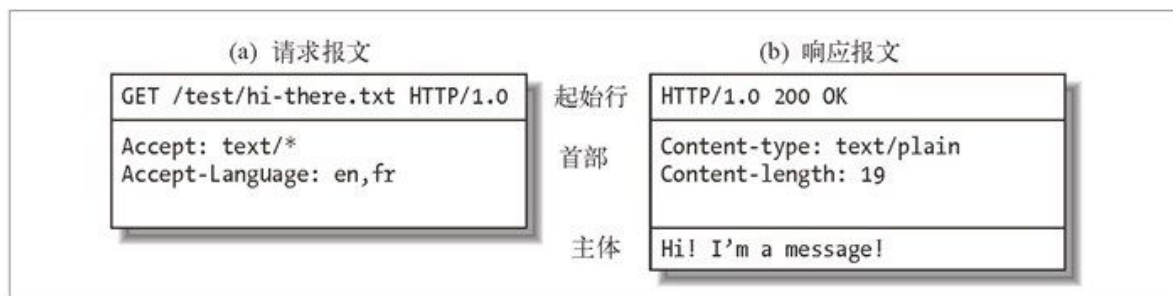 (a) 请求报文
GET /test/hi-there.txt HTTP/1.0
Accept: text/*
Accept-Language: en,fr
起始行
首部
主体
(b) 响应报文
HTTP/1.0 200 OK
Content-type: text/plain
Content-length: 19
Hi! I’m a message!